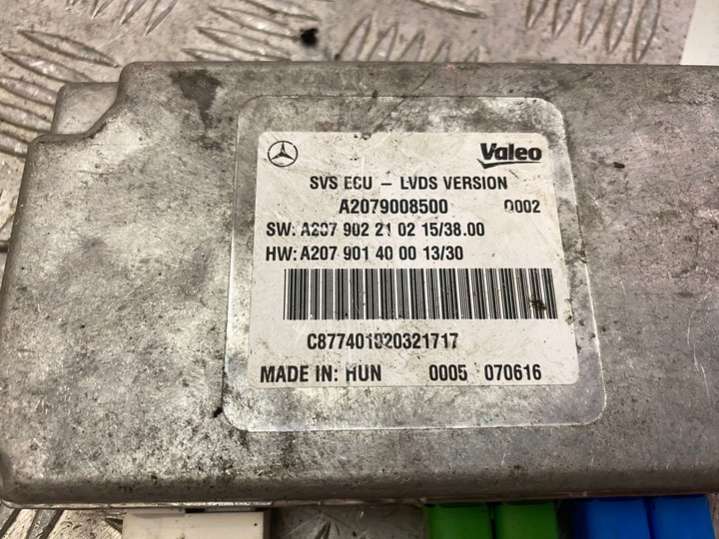 Valeo
SVS ECU - LVDS VERSION
A2079008500 0002
SW: A207 902 21 02 15/38.00
HW: A207 901 40 00 13/30
C877401920321717
MADE IN: HUN 0005 070616